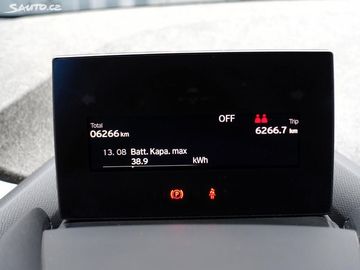 SAUTO.CZ
OFF
Total
06266 km
Trip
6266.7 km
13. 08 Batt. Kapa. max
38.9 kWh
P